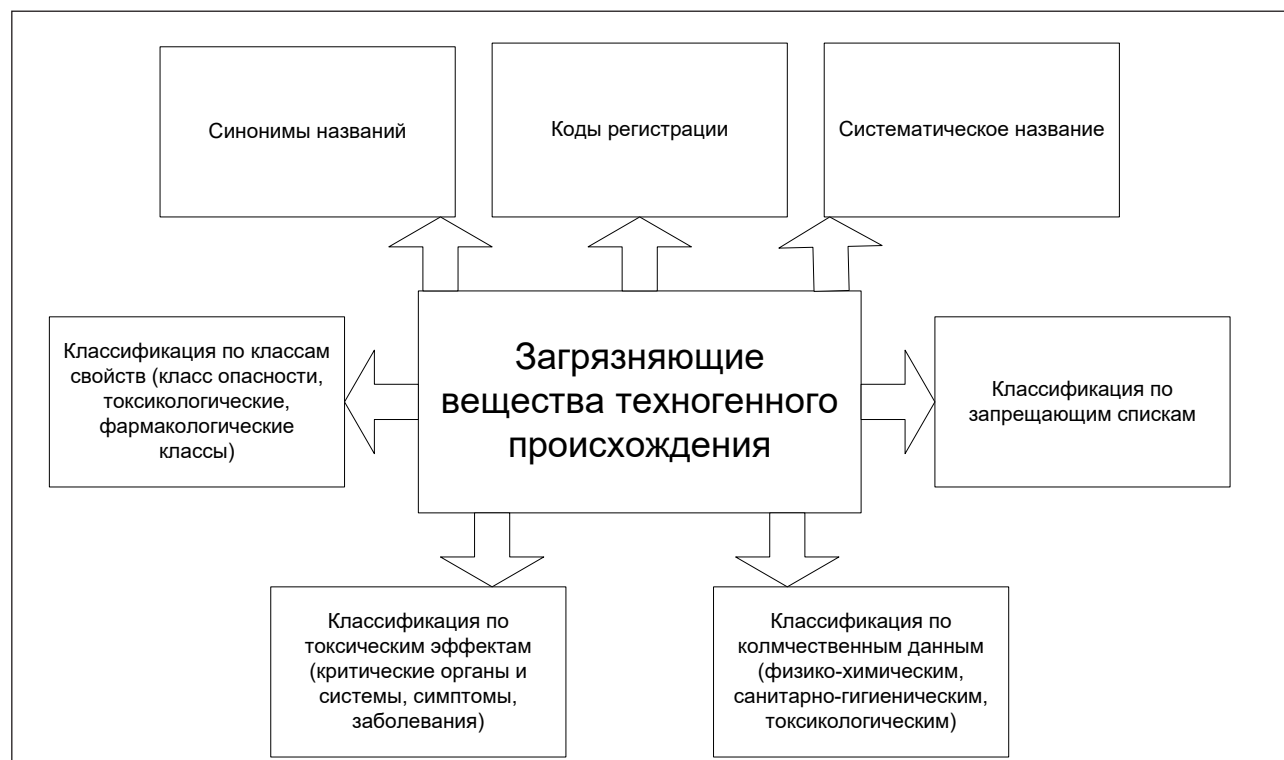 Синонимы названий
Коды регистрации
Систематическое название
Классификация по классам
свойств (класс опасности,
токсикологические,
фармакологические
классы)
Загрязняющие
вещества техногенного
происхождения
Классификация по
запрещающим спискам
Классификация по
токсическим эффектам
(критические органы и
системы, симптомы,
заболевания)
Классификация по
колмчественным данным
(физико-химическим,
санитарно-гигиеническим,
токсикологическим)